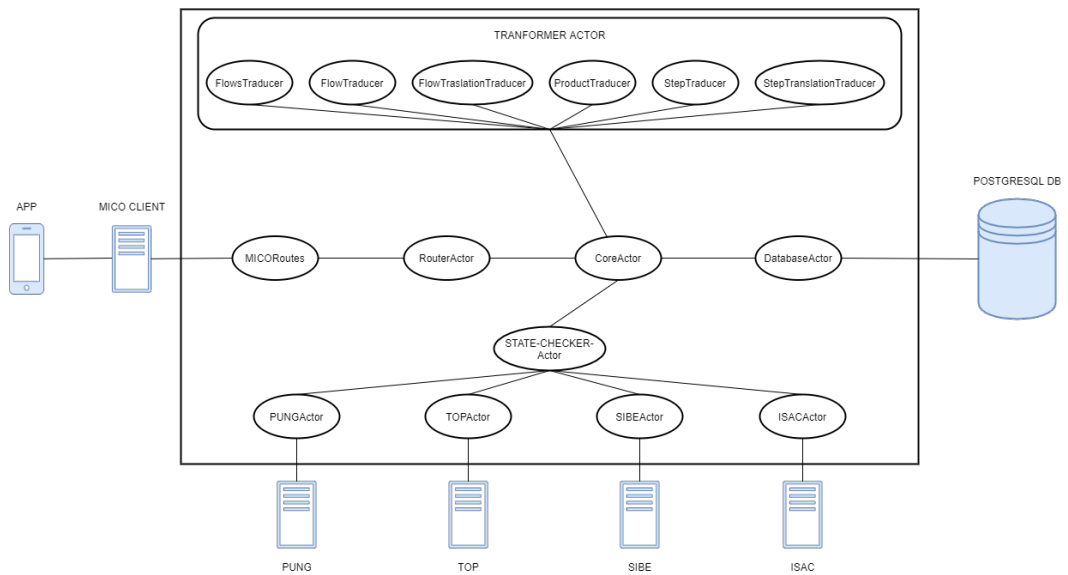 TRANFORMER ACTOR
FlowsTraducer
FlowTraducer
FlowTraslationTraducer
ProductTraducer
StepTraducer
StepTranslationTraducer
POSTGRESQL DB
APP
MICO CLIENT
MICORoutes
RouterActor
CoreActor
DatabaseActor
STATE-CHECKER-
Actor
PUNGActor
TOPActor
SIBEActor
ISACActor
PUNG
TOP
SIBE
ISAC